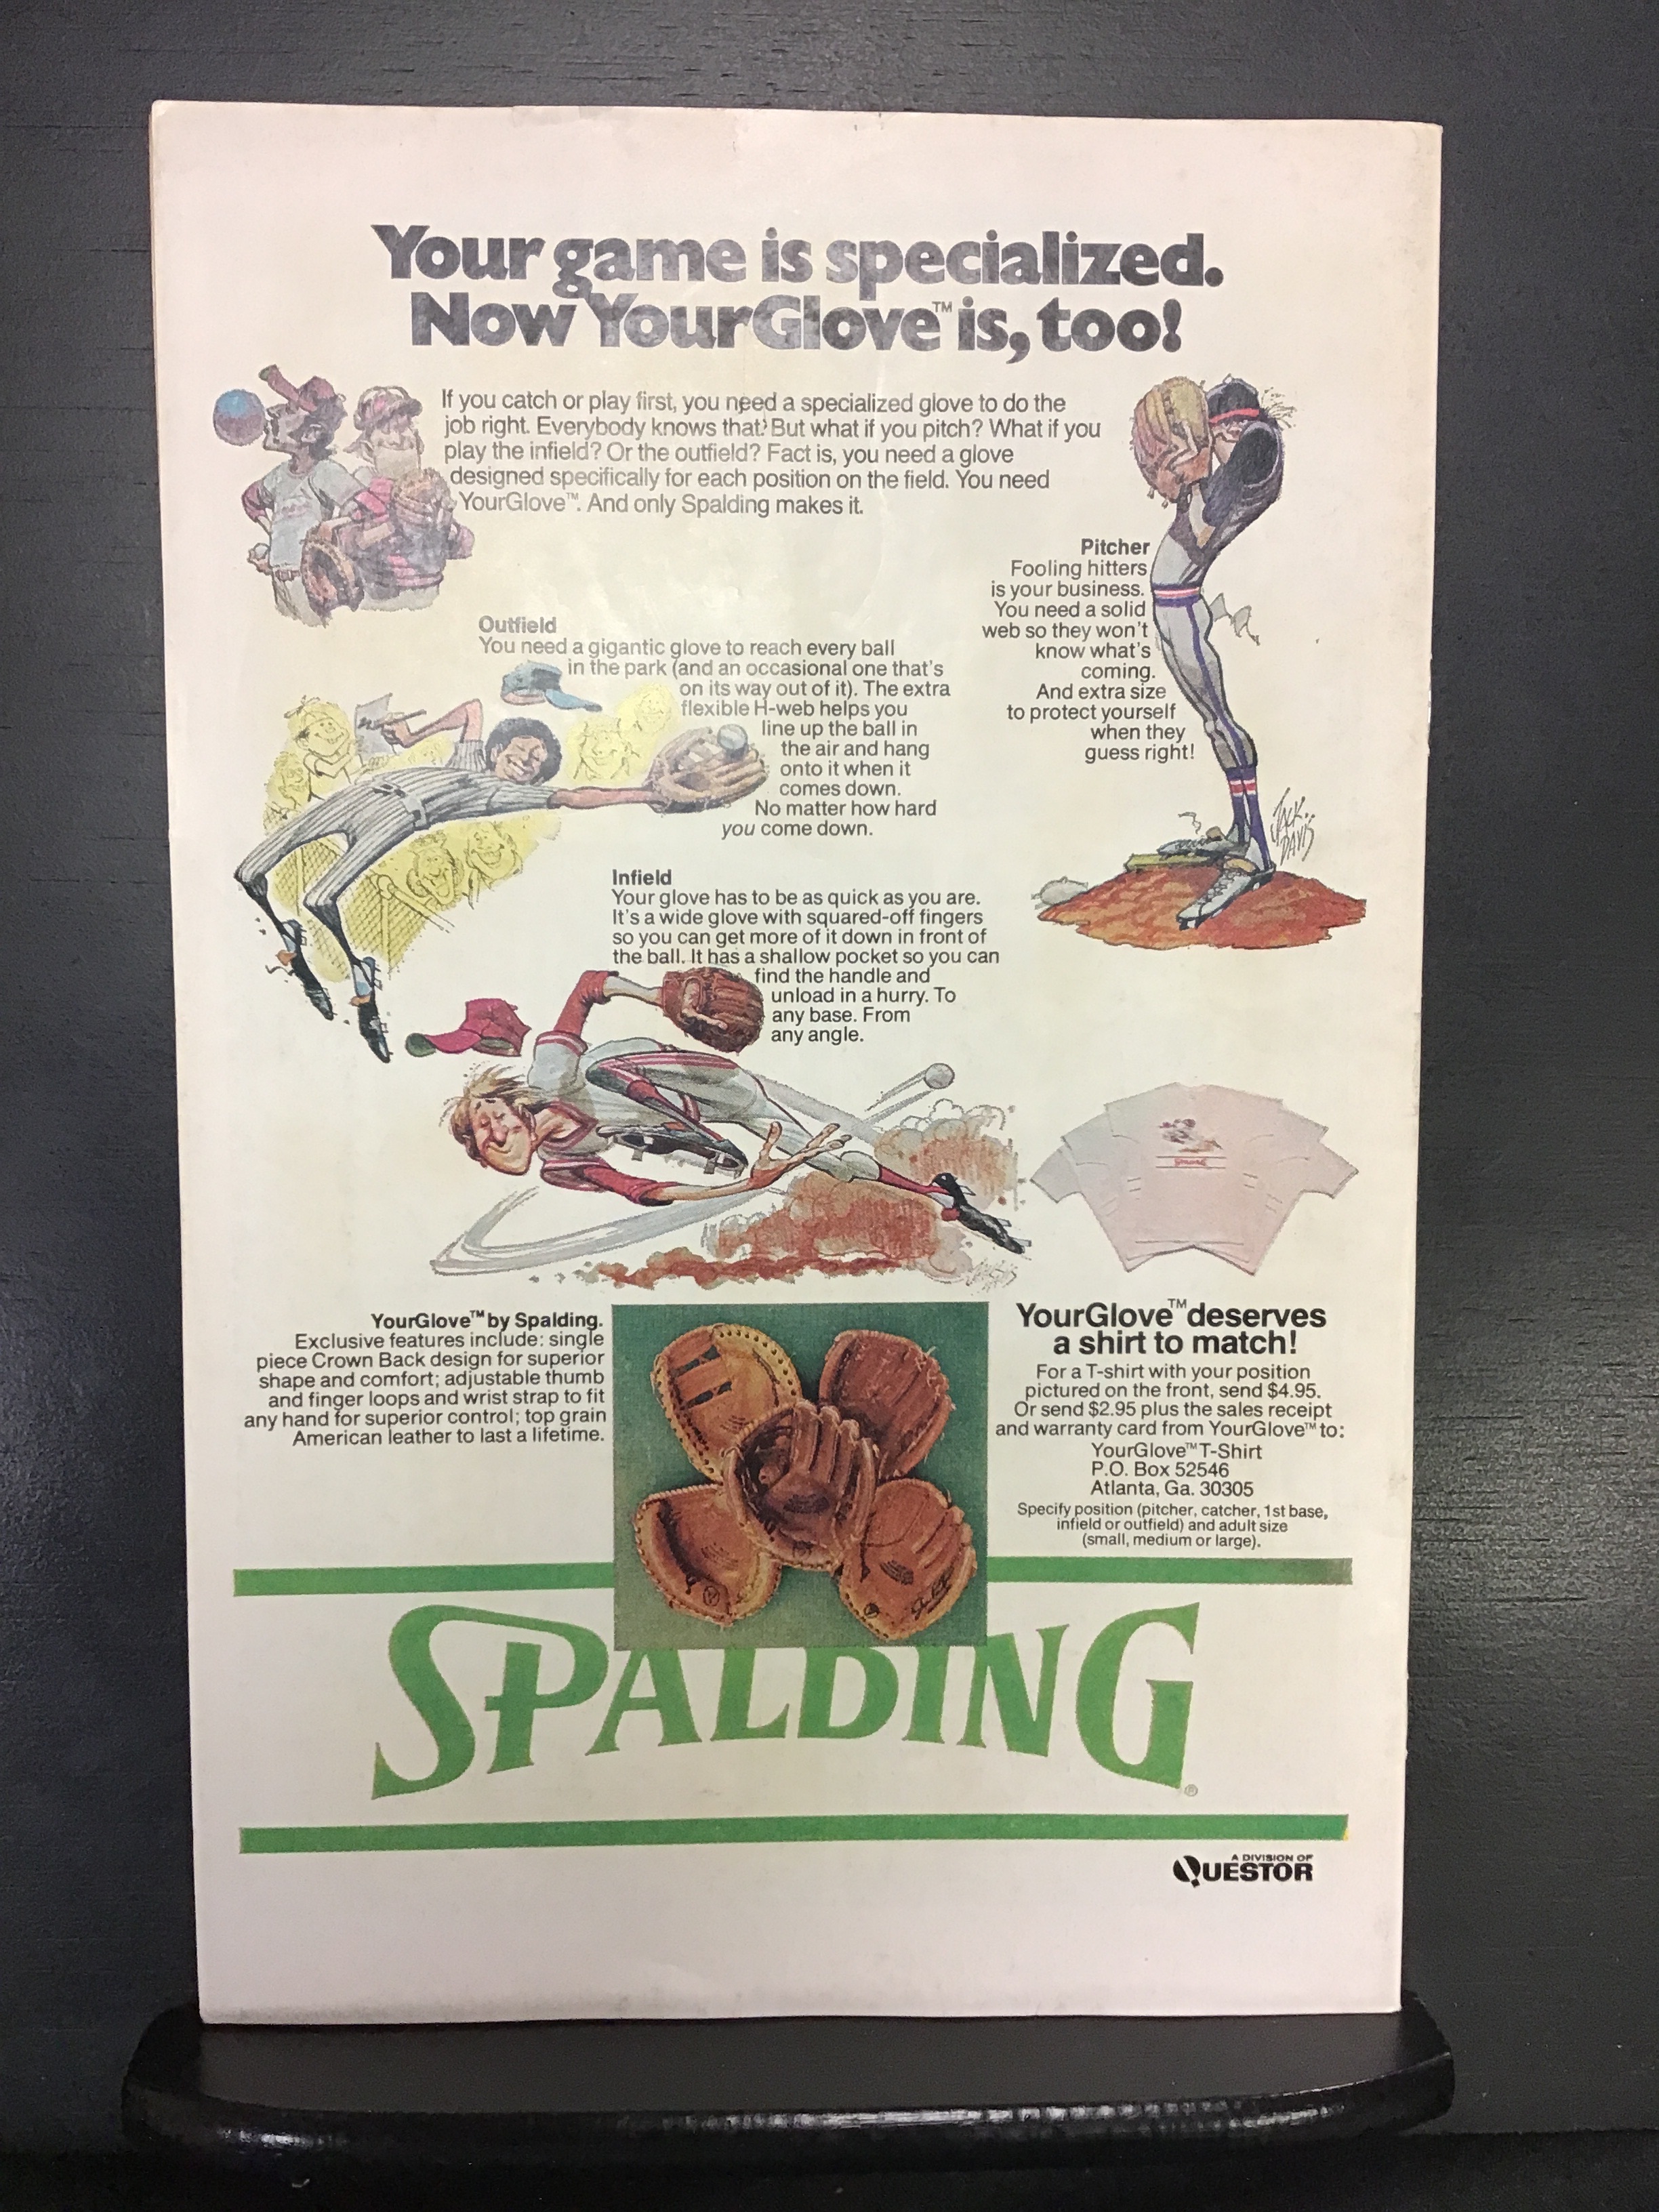 Your game is specialized.
Now YourGlove™ is, too!
If you catch or play first, you need a specialized glove to do the
job right. Everybody knows that. But what if you pitch? What if you
play the infield? Or the outfield? Fact is, you need a glove
designed specifically for each position on the field. You need
YourGlove™. And only Spalding makes it.
Pitcher
Fooling hitters
is your business.
You need a solid
web so they won't
know what's
coming.
And extra size
to protect yourself
when they
guess right!
JACK
DAVIS
Outfield
You need a gigantic glove to reach every ball
in the park (and an occasional one that's
on its way out of it). The extra
flexible H-web helps you
line up the ball in
the air and hang
onto it when it
comes down.
No matter how hard
you come down.
Infield
Your glove has to be as quick as you are.
It's a wide glove with squared-off fingers
so you can get more of it down in front of
the ball. It has a shallow pocket so you can
find the handle and
unload in a hurry. To
any base. From
any angle.
YourGlove™ by Spalding.
Exclusive features include: single
piece Crown Back design for superior
shape and comfort; adjustable thumb
and finger loops and wrist strap to fit
any hand for superior control; top grain
American leather to last a lifetime.
YourGlove™ deserves
a shirt to match!
For a T-shirt with your position
pictured on the front, send $4.95.
Or send $2.95 plus the sales receipt
and warranty card from YourGlove™ to:
YourGlove™ T-Shirt
P.O. Box 52546
Atlanta, Ga. 30305
Specify position (pitcher, catcher, 1st base,
infield or outfield) and adult size
(small, medium or large).
SPALDING®
A DIVISION OF
QUESTOR